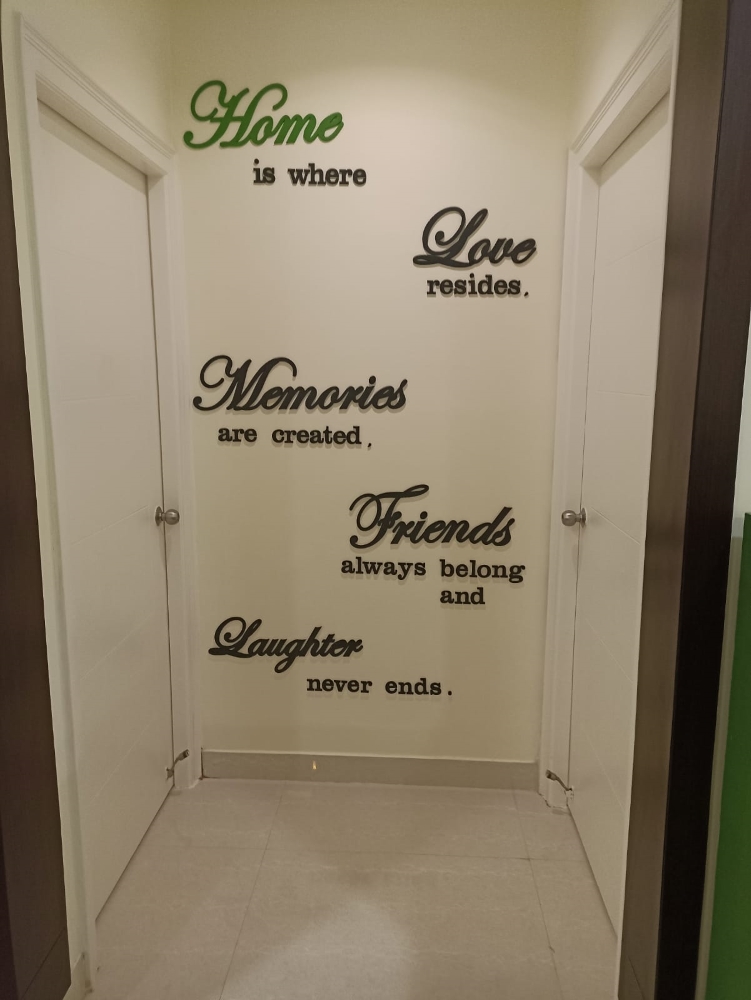 Home
is where
Love
resides.
Memories
are created,
Friends
always belong
and
Laughter
never ends.